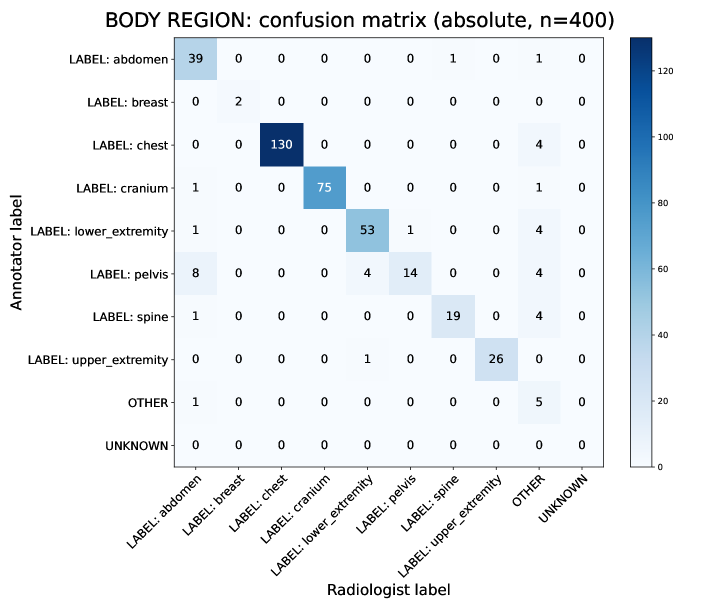 BODY REGION: confusion matrix (absolute, n=400)
Annotator label
LABEL: abdomen 39 0 0 0 0 0 1 0 1 0
LABEL: breast 0 2 0 0 0 0 0 0 0 0
LABEL: chest 0 0 130 0 0 0 0 0 4 0
LABEL: cranium 1 0 0 75 0 0 0 0 1 0
LABEL: lower_extremity 1 0 0 0 53 1 0 0 4 0
LABEL: pelvis 8 0 0 0 4 14 0 0 4 0
LABEL: spine 1 0 0 0 0 0 19 0 4 0
LABEL: upper_extremity 0 0 0 0 1 0 0 26 0 0
OTHER 1 0 0 0 0 0 0 0 5 0
UNKNOWN 0 0 0 0 0 0 0 0 0 0
LABEL: abdomen
LABEL: breast
LABEL: chest
LABEL: cranium
LABEL: lower_extremity
LABEL: pelvis
LABEL: spine
LABEL: upper_extremity
OTHER
UNKNOWN
Radiologist label
120
100
80
60
40
20
0